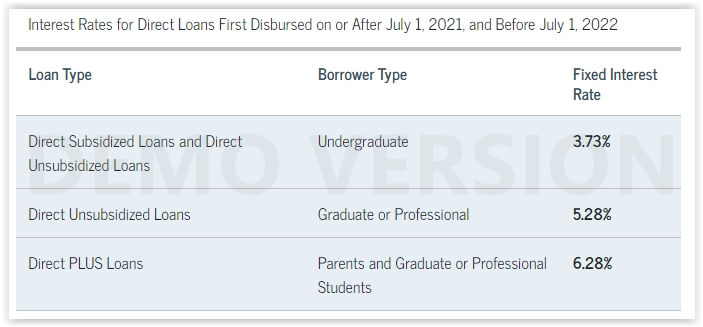 Interest Rates for Direct Loans First Disbursed on or After July 1, 2021, and Before July 1, 2022
Loan Type Borrower Type Fixed Interest
Rate
Direct Subsidized Loans and Direct Undergraduate 3.73%
Unsubsidized Loans
DEMO VERSION
Direct Unsubsidized Loans Graduate or Professional 5.28%
Direct PLUS Loans Parents and Graduate or Professional 6.28%
Students